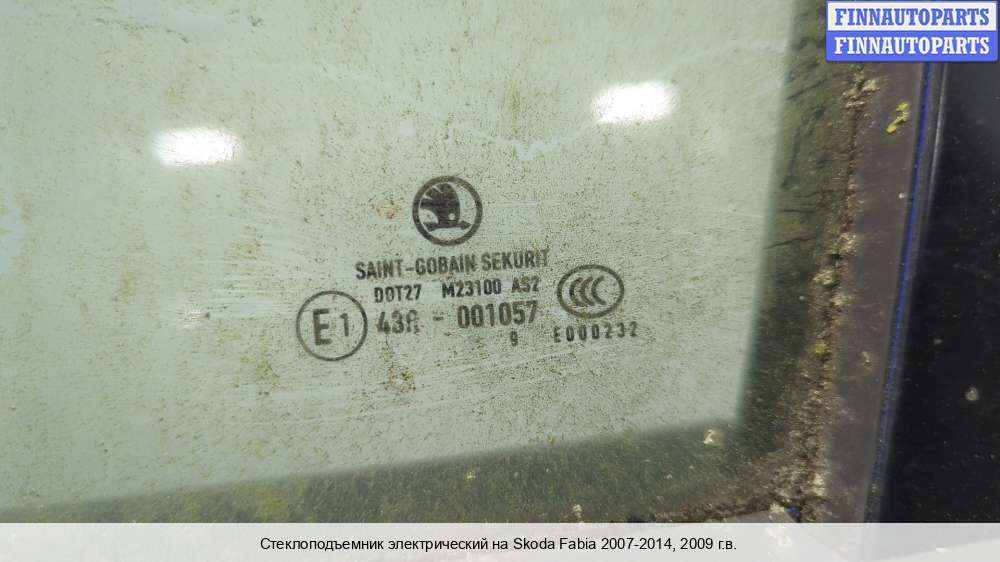 FINNAUTOPARTS
FINNAUTOPARTS
SAINT-GOBAIN SEKURIT
DOT27 M23100 AS2
E1 43R - 001057 CCC
9 E000232
Стеклоподъемник электрический на Skoda Fabia 2007-2014, 2009 г.в.